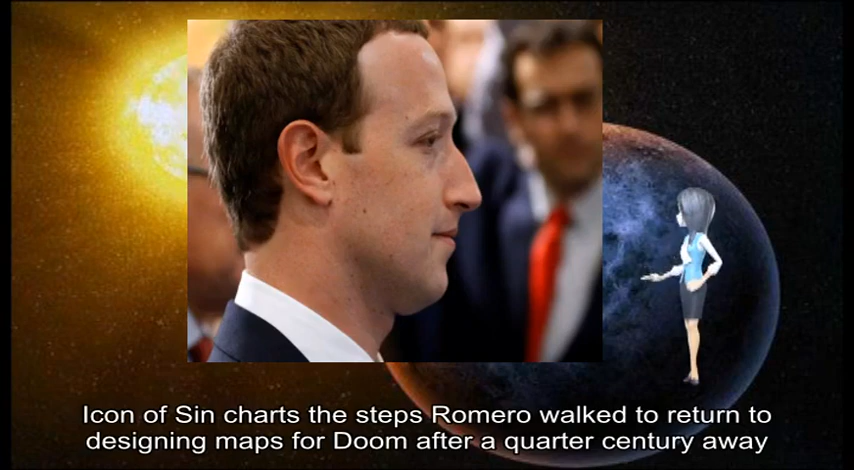 Icon of Sin charts the steps Romero walked to return to
designing maps for Doom after a quarter century away